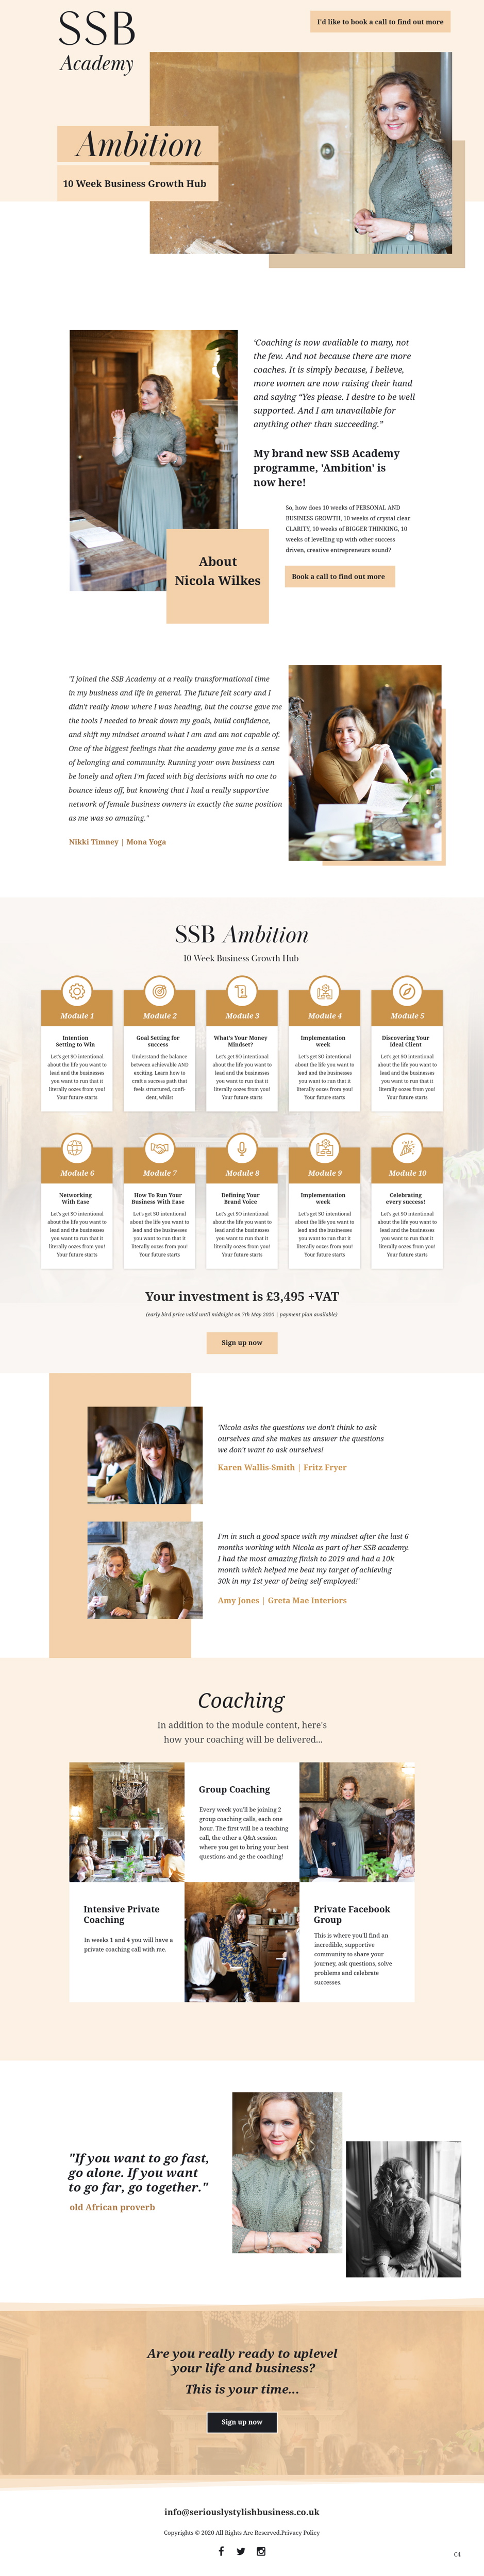 SSB
Academy
I'd like to book a call to find out more
Ambition
10 Week Business Growth Hub
'Coaching is now available to many, not
the few. And not because there are more
coaches. It is simply because, I believe,
more women are now raising their hand
and saying “Yes please. I desire to be well
supported. And I am unavailable for
anything other than succeeding.”
My brand new SSB Academy
programme, 'Ambition' is
now here!
So, how does 10 weeks of PERSONAL AND
BUSINESS GROWTH, 10 weeks of crystal clear
CLARITY, 10 weeks of BIGGER THINKING, 10
weeks of levelling up with other success
driven, creative entrepreneurs sound?
Book a call to find out more
About
Nicola Wilkes
"I joined the SSB Academy at a really transformational time
in my business and life in general. The future felt scary and I
didn't really know where I was heading, but the course gave me
the tools I needed to break down my goals, build confidence,
and shift my mindset around what I am and am not capable of.
One of the biggest feelings that the academy gave me is a sense
of belonging and community. Running your own business can
be lonely and often I'm faced with big decisions with no one to
bounce ideas off, but knowing that I had a really supportive
network of female business owners in exactly the same position
as me was so amazing."
Nikki Timney | Mona Yoga
SSB Ambition
10 Week Business Growth Hub
Module 1
Intention
Setting to Win
Let's get SO intentional
about the life you want to
lead and the businesses
you want to run that it
literally oozes from you!
Your future starts
Module 2
Goal Setting for
success
Understand the balance
between achievable AND
exciting. Learn how to
craft a success path that
feels structured, confi-
dent, whilst
Module 3
What's Your Money
Mindset?
Let's get SO intentional
about the life you want to
lead and the businesses
you want to run that it
literally oozes from you!
Your future starts
Module 4
Implementation
week
Let's get SO intentional
about the life you want to
lead and the businesses
you want to run that it
literally oozes from you!
Your future starts
Module 5
Discovering Your
Ideal Client
Let's get SO intentional
about the life you want to
lead and the businesses
you want to run that it
literally oozes from you!
Your future starts
Module 6
Networking
With Ease
Let's get SO intentional
about the life you want to
lead and the businesses
you want to run that it
literally oozes from you!
Your future starts
Module 7
How To Run Your
Business With Ease
Let's get SO intentional
about the life you want to
lead and the businesses
you want to run that it
literally oozes from you!
Your future starts
Module 8
Defining Your
Brand Voice
Let's get SO intentional
about the life you want to
lead and the businesses
you want to run that it
literally oozes from you!
Your future starts
Module 9
Implementation
week
Let's get SO intentional
about the life you want to
lead and the businesses
you want to run that it
literally oozes from you!
Your future starts
Module 10
Celebrating
every success!
Let's get SO intentional
about the life you want to
lead and the businesses
you want to run that it
literally oozes from you!
Your future starts
Your investment is £3,495 +VAT
(early bird price valid until midnight on 7th May 2020 | payment plan available)
Sign up now
'Nicola asks the questions we don't think to ask
ourselves and she makes us answer the questions
we don't want to ask ourselves!
Karen Wallis-Smith | Fritz Fryer
I'm in such a good space with my mindset after the last 6
months working with Nicola as part of her SSB academy.
I had the most amazing finish to 2019 and had a 10k
month which helped me beat my target of achieving
30k in my 1st year of being self employed!'
Amy Jones | Greta Mae Interiors
Coaching
In addition to the module content, here's
how your coaching will be delivered...
Group Coaching
Every week you'll be joining 2
group coaching calls, each one
hour. The first will be a teaching
call, the other a Q&A session
where you get to bring your best
questions and ge the coaching!
Intensive Private
Coaching
In weeks 1 and 4 you will have a
private coaching call with me.
Private Facebook
Group
This is where you'll find an
incredible, supportive
community to share your
journey, ask questions, solve
problems and celebrate
successes.
"If you want to go fast,
go alone. If you want
to go far, go together."
old African proverb
Are you really ready to uplevel
your life and business?
This is your time...
Sign up now
info@seriouslystylishbusiness.co.uk
Copyrights © 2020 All Rights Are Reserved.Privacy Policy
C4